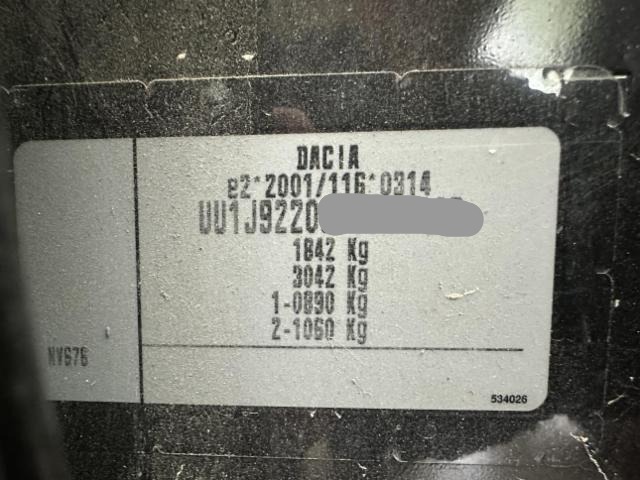 DACIA
e2*2001/116*0314
UU1J9220
1842 Kg
3042 Kg
1-0890 Kg
2-1060 Kg
NV676
534026